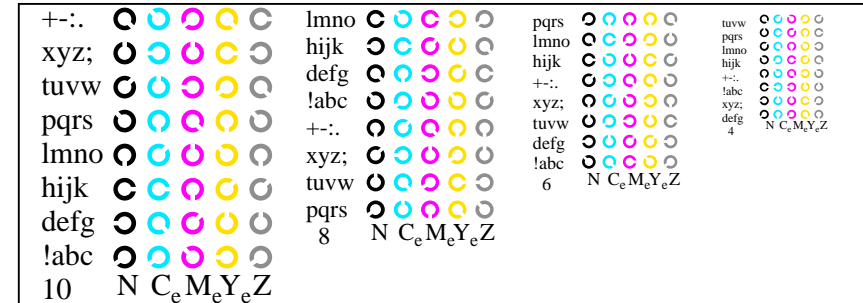 +-:.
xyz;
tuvw
pqrs
lmno
hijk
defg
!abc
10 N CeMeYeZ
lmno
hijk
defg
!abc
+-:.
xyz;
tuvw
pqrs
8 N CeMeYeZ
pqrs
lmno
hijk
+-:.
xyz;
tuvw
defg
!abc
6 N CeMeYeZ
tuvw
pqrs
lmno
hijk
+-:.
!abc
xyz;
defg
4 N CeMeYeZ